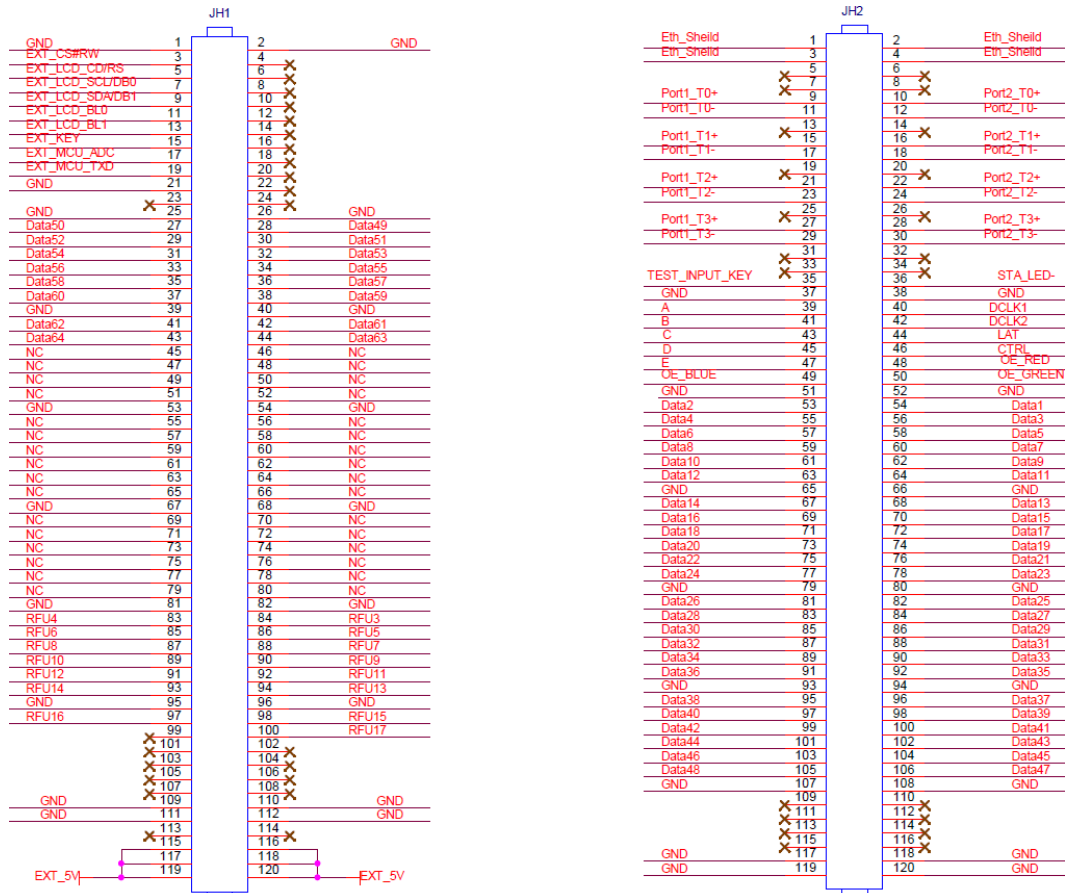 JH1
GND 1 2 GND
EXT_CS#RW 3 4
EXT_LCD_CD/RS 5 6
EXT_LCD_SCL/DB0 7 8
EXT_LCD_SDA/DB1 9 10
EXT_LCD_BL0 11 12
EXT_LCD_BL1 13 14
EXT_KEY 15 16
EXT_MCU_ADC 17 18
EXT_MCU_TXD 19 20
GND 21 22
23 24
GND 25 26 GND
Data50 27 28 Data49
Data52 29 30 Data51
Data54 31 32 Data53
Data56 33 34 Data55
Data58 35 36 Data57
Data60 37 38 Data59
GND 39 40 GND
Data62 41 42 Data61
Data64 43 44 Data63
NC 45 46 NC
NC 47 48 NC
NC 49 50 NC
NC 51 52 NC
GND 53 54 GND
NC 55 56 NC
NC 57 58 NC
NC 59 60 NC
NC 61 62 NC
NC 63 64 NC
NC 65 66 NC
GND 67 68 GND
NC 69 70 NC
NC 71 72 NC
NC 73 74 NC
NC 75 76 NC
NC 77 78 NC
NC 79 80 NC
GND 81 82 GND
RFU4 83 84 RFU3
RFU6 85 86 RFU5
RFU8 87 88 RFU7
RFU10 89 90 RFU9
RFU12 91 92 RFU11
RFU14 93 94 RFU13
GND 95 96 GND
RFU16 97 98 RFU15
99 100 RFU17
101 102
103 104
105 106
107 108
GND 109 110 GND
GND 111 112 GND
113 114
115 116
117 118
EXT_5V 119 120 EXT_5V
JH2
Eth_Sheild 1 2 Eth_Sheild
Eth_Sheild 3 4 Eth_Sheild
5 6
7 8
Port1_T0+ 9 10 Port2_T0+
Port1_T0- 11 12 Port2_T0-
13 14
Port1_T1+ 15 16 Port2_T1+
Port1_T1- 17 18 Port2_T1-
19 20
Port1_T2+ 21 22 Port2_T2+
Port1_T2- 23 24 Port2_T2-
25 26
Port1_T3+ 27 28 Port2_T3+
Port1_T3- 29 30 Port2_T3-
31 32
33 34
TEST_INPUT_KEY 35 36 STA_LED-
GND 37 38 GND
A 39 40 DCLK1
B 41 42 DCLK2
C 43 44 LAT
D 45 46 CTRL
E 47 48 OE_RED
OE_BLUE 49 50 OE_GREEN
GND 51 52 GND
Data2 53 54 Data1
Data4 55 56 Data3
Data6 57 58 Data5
Data8 59 60 Data7
Data10 61 62 Data9
Data12 63 64 Data11
GND 65 66 GND
Data14 67 68 Data13
Data16 69 70 Data15
Data18 71 72 Data17
Data20 73 74 Data19
Data22 75 76 Data21
Data24 77 78 Data23
GND 79 80 GND
Data26 81 82 Data25
Data28 83 84 Data27
Data30 85 86 Data29
Data32 87 88 Data31
Data34 89 90 Data33
Data36 91 92 Data35
GND 93 94 GND
Data38 95 96 Data37
Data40 97 98 Data39
Data42 99 100 Data41
Data44 101 102 Data43
Data46 103 104 Data45
Data48 105 106 Data47
GND 107 108 GND
109 110
111 112
113 114
115 116
GND 117 118 GND
GND 119 120 GND